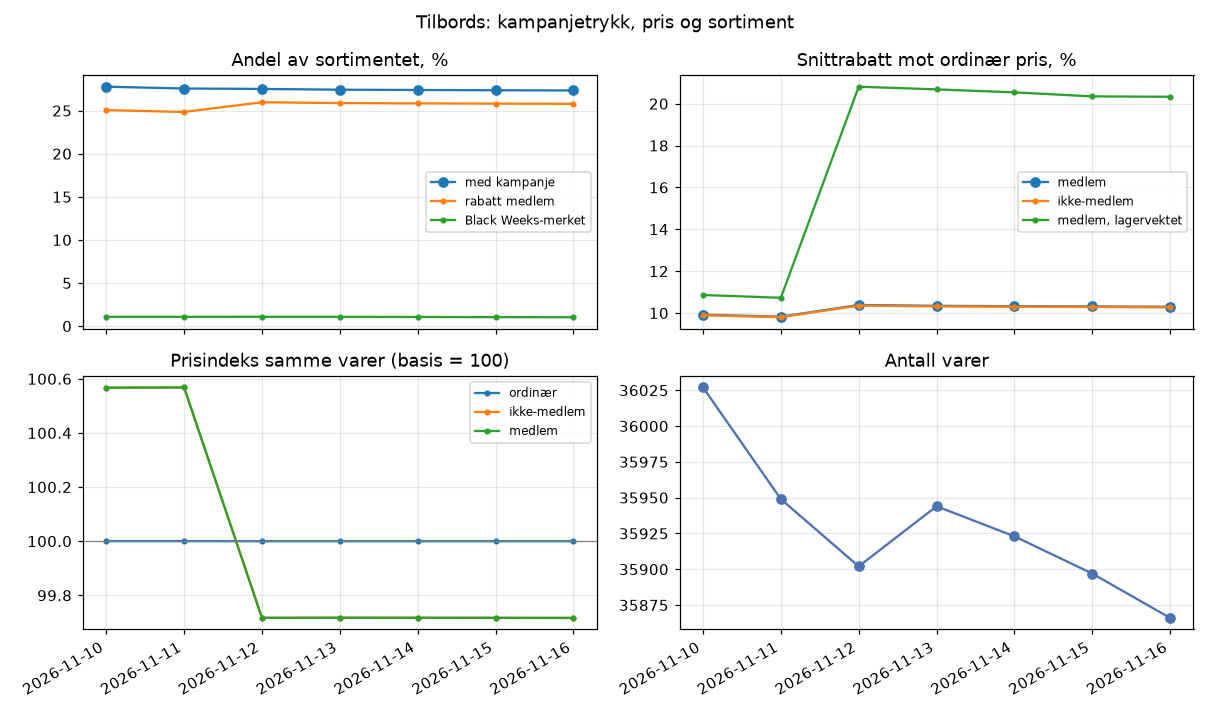 Tilbords: kampanjetrykk, pris og sortiment
Andel av sortimentet, %
25
20
15
10
5
0
med kampanje
rabatt medlem
Black Weeks-merket
Snittrabatt mot ordinær pris, %
20
18
16
14
12
10
medlem
ikke-medlem
medlem, lagervektet
Prisindeks samme varer (basis = 100)
100.6
100.4
100.2
100.0
99.8
ordinær
ikke-medlem
medlem
2026-11-10
2026-11-11
2026-11-12
2026-11-13
2026-11-14
2026-11-15
2026-11-16
Antall varer
36025
36000
35975
35950
35925
35900
35875
2026-11-10
2026-11-11
2026-11-12
2026-11-13
2026-11-14
2026-11-15
2026-11-16